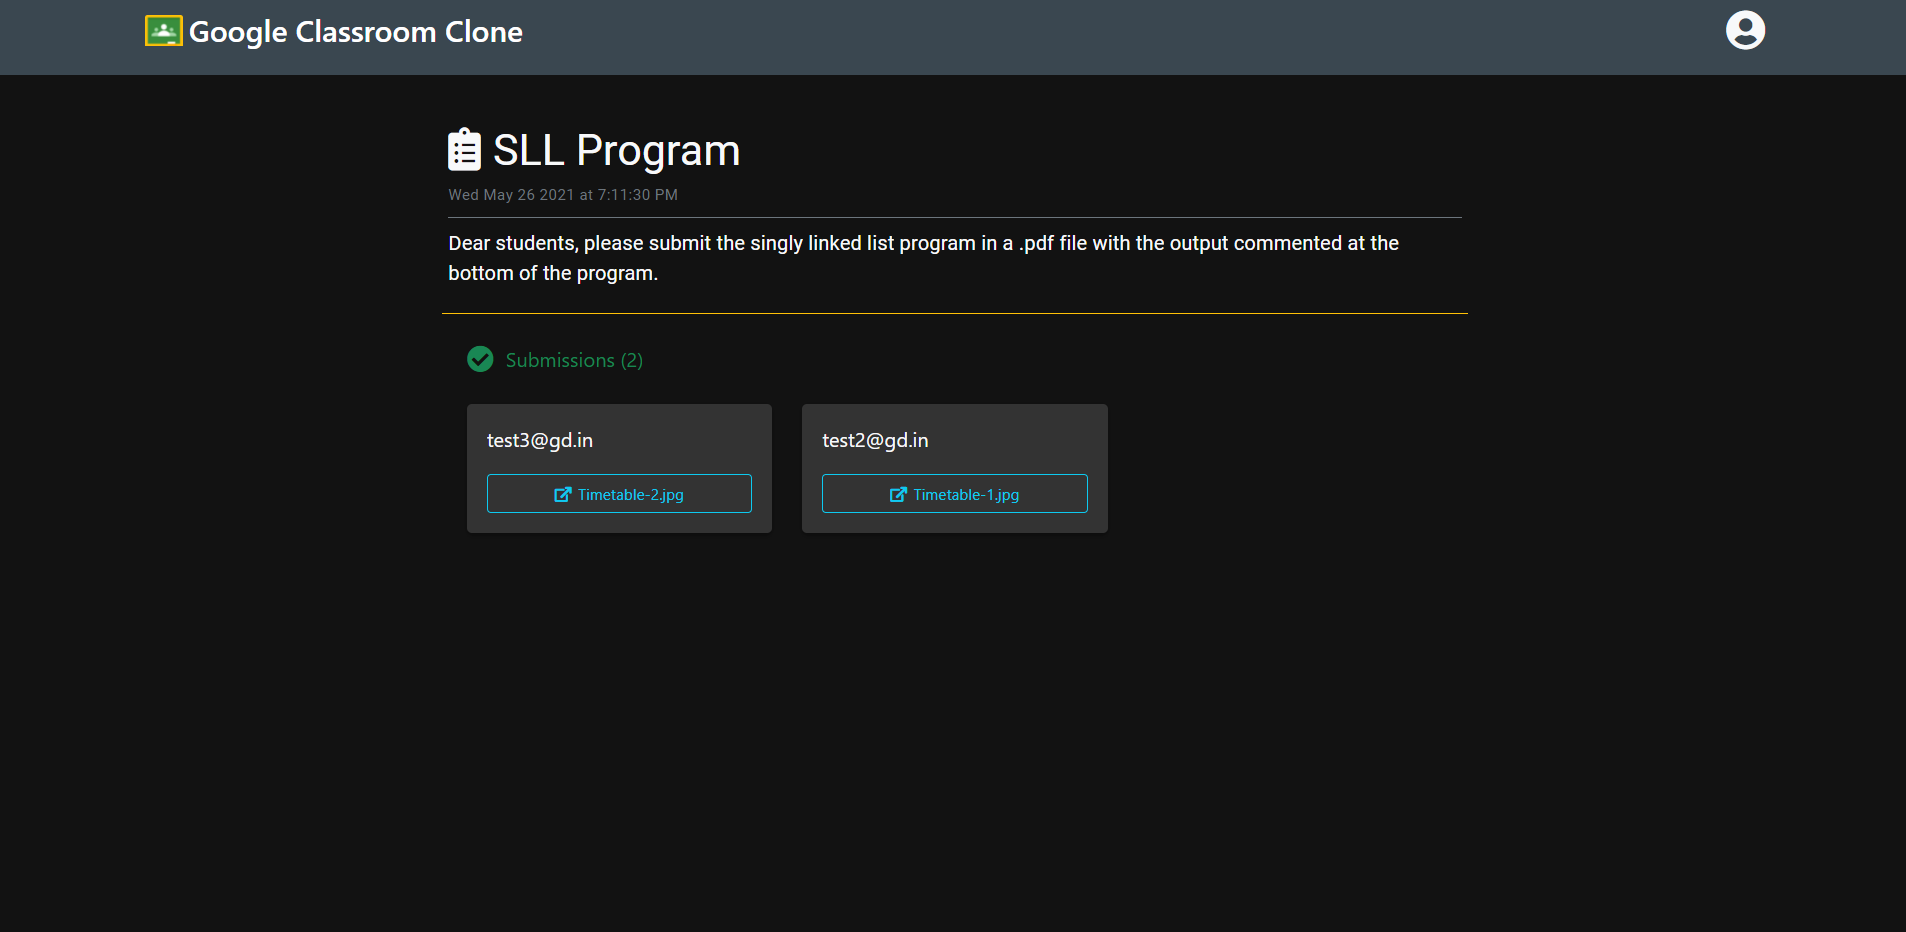 Google Classroom Clone
SLL Program
Wed May 26 2021 at 7:11:30 PM
Dear students, please submit the singly linked list program in a .pdf file with the output commented at the
bottom of the program.
Submissions (2)
test3@gd.in
Timetable-2.jpg
test2@gd.in
Timetable-1.jpg